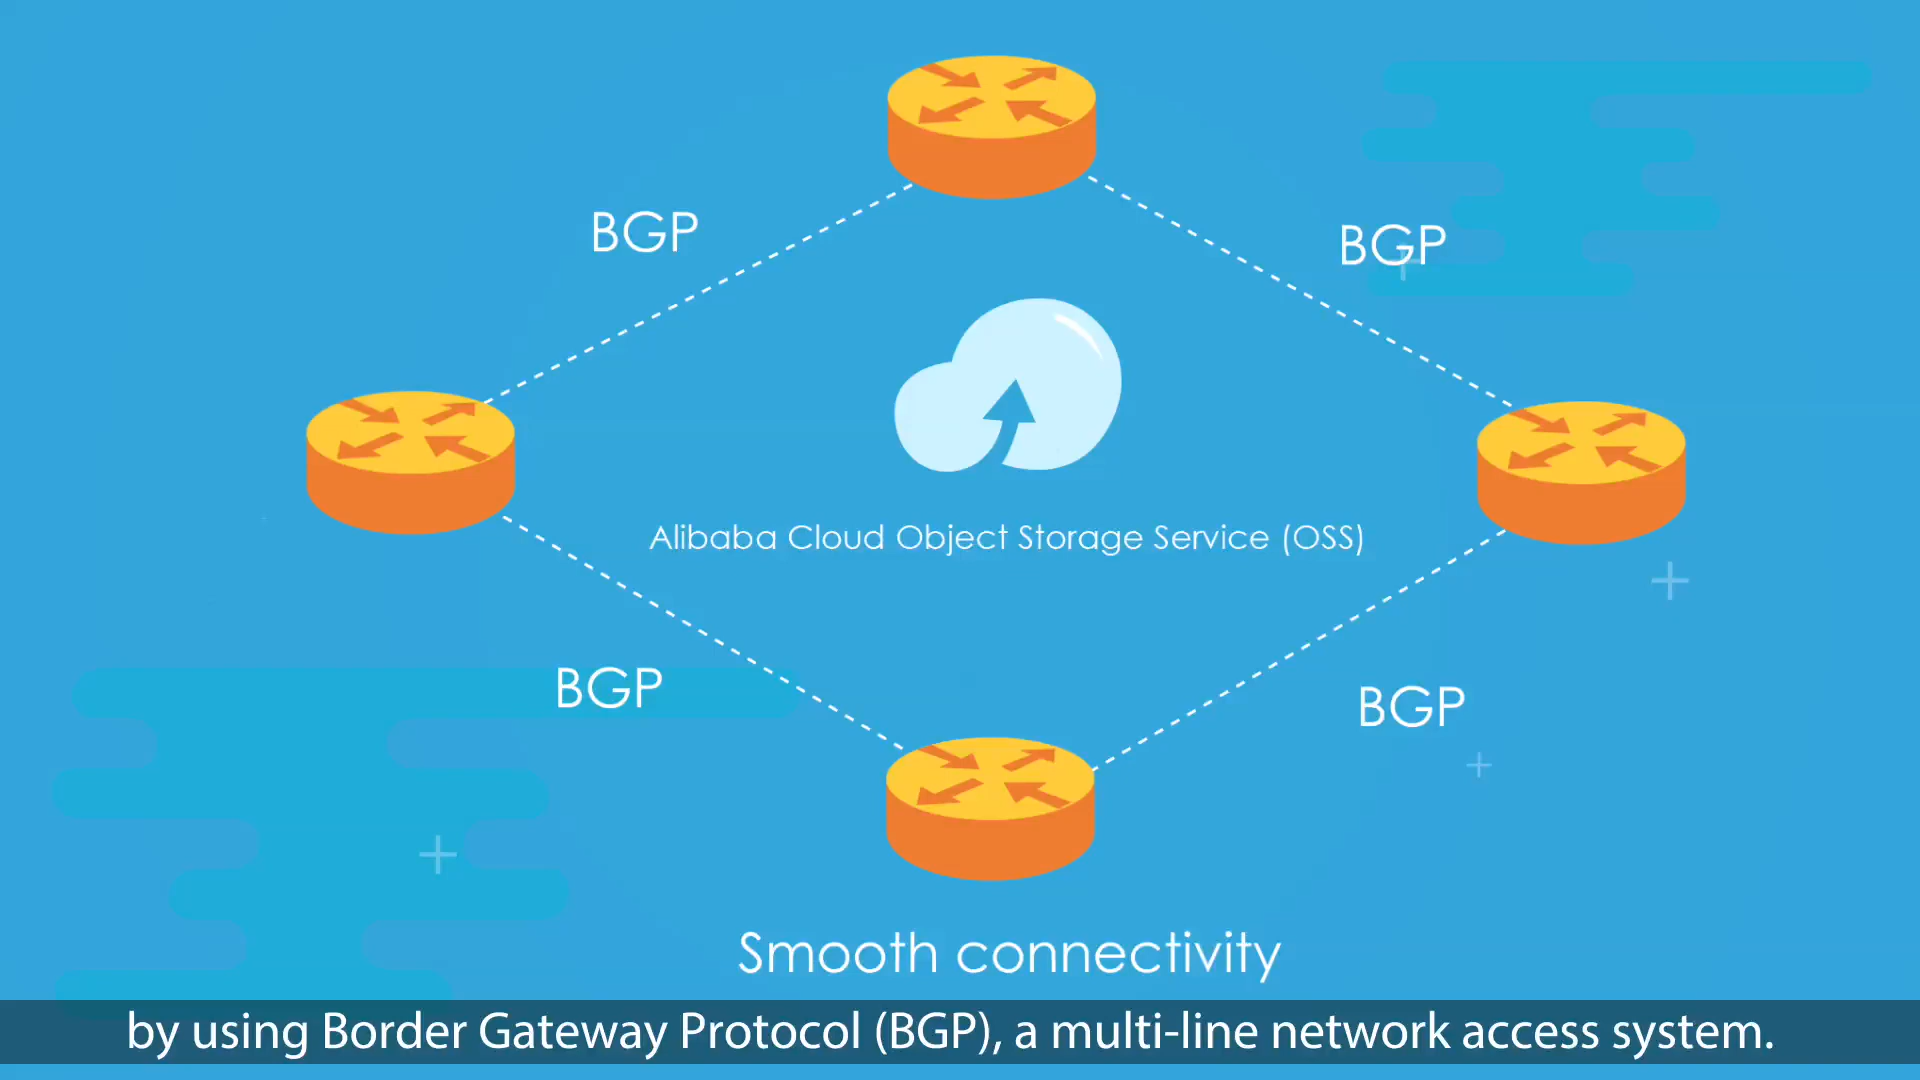 BGP
BGP
Alibaba Cloud Object Storage Service (OSS)
BGP
BGP
Smooth connectivity
by using Border Gateway Protocol (BGP), a multi-line network access system.